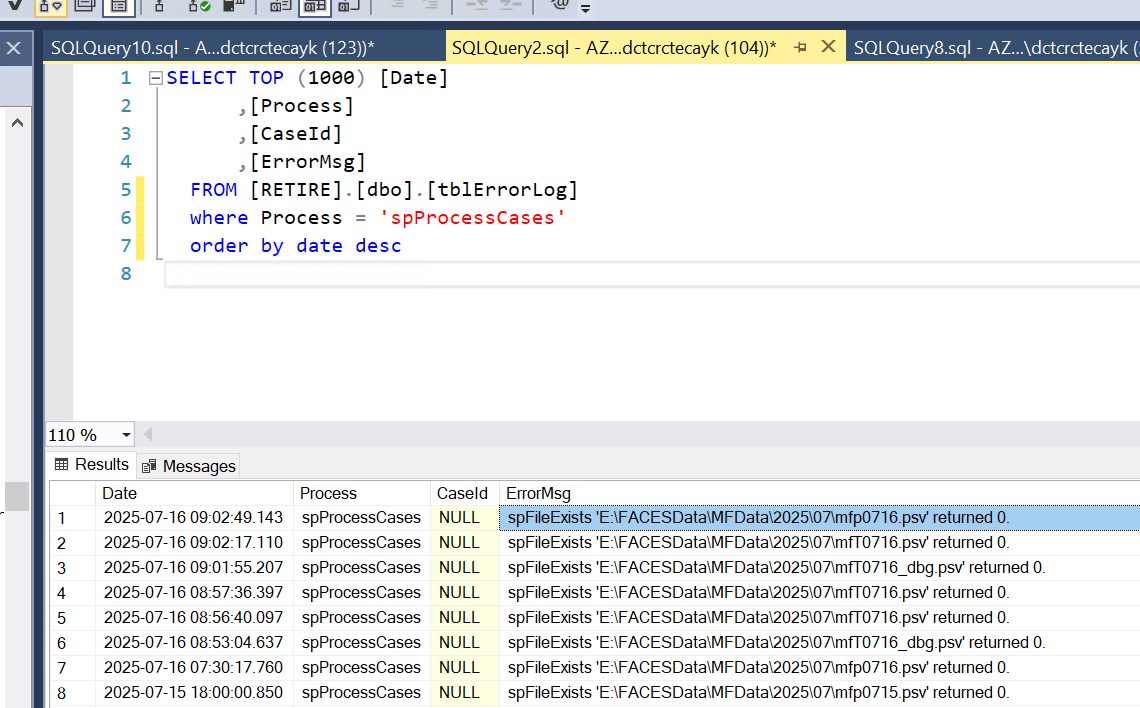 SQLQuery10.sql - A...dctcrctecayk (123))*
SQLQuery2.sql - AZ...dctcrctecayk (104))*
SQLQuery8.sql - AZ...\dctcrctecayk (
1 SELECT TOP (1000) [Date]
2 ,[Process]
3 ,[CaseId]
4 ,[ErrorMsg]
5 FROM [RETIRE].[dbo].[tblErrorLog]
6 where Process = 'spProcessCases'
7 order by date desc
8
110 %
Results Messages
Date Process CaseId ErrorMsg
1 2025-07-16 09:02:49.143 spProcessCases NULL spFileExists 'E:\FACESData\MFData\2025\07\mfp0716.psv' returned 0.
2 2025-07-16 09:02:17.110 spProcessCases NULL spFileExists 'E:\FACESData\MFData\2025\07\mfT0716.psv' returned 0.
3 2025-07-16 09:01:55.207 spProcessCases NULL spFileExists 'E:\FACESData\MFData\2025\07\mfT0716_dbg.psv' returned 0.
4 2025-07-16 08:57:36.397 spProcessCases NULL spFileExists 'E:\FACESData\MFData\2025\07\mfT0716.psv' returned 0.
5 2025-07-16 08:56:40.097 spProcessCases NULL spFileExists 'E:\FACESData\MFData\2025\07\mfT0716.psv' returned 0.
6 2025-07-16 08:53:04.637 spProcessCases NULL spFileExists 'E:\FACESData\MFData\2025\07\mfT0716_dbg.psv' returned 0.
7 2025-07-16 07:30:17.760 spProcessCases NULL spFileExists 'E:\FACESData\MFData\2025\07\mfp0716.psv' returned 0.
8 2025-07-15 18:00:00.850 spProcessCases NULL spFileExists 'E:\FACESData\MFData\2025\07\mfp0715.psv' returned 0.